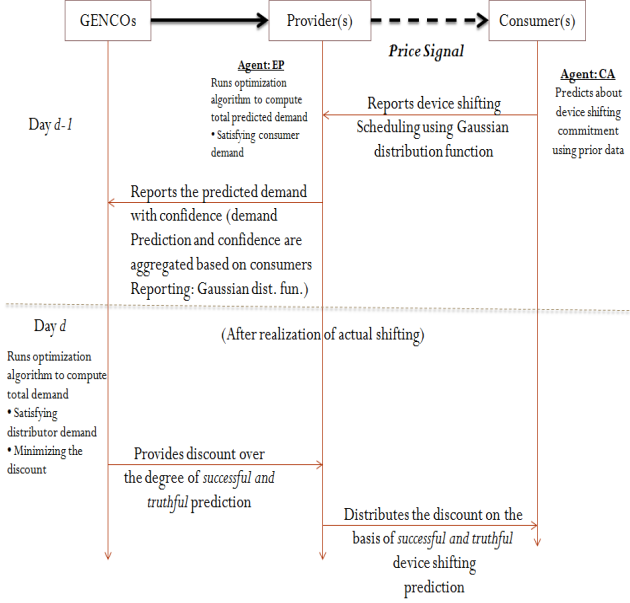 GENCOs
Provider(s)
Consumer(s)
Price Signal
Agent: EP
Runs optimization
algorithm to compute
total predicted demand
• Satisfying consumer
demand
Agent: CA
Predicts about
device shifting
commitment
using prior data
Day d-1
Reports device shifting
Scheduling using Gaussian
distribution function
Reports the predicted demand
with confidence (demand
Prediction and confidence are
aggregated based on consumers
Reporting: Gaussian dist. fun.)
Day d
(After realization of actual shifting)
Runs optimization
algorithm to compute
total demand
• Satisfying
distributor demand
• Minimizing the
discount
Provides discount over
the degree of successful and
truthful prediction
Distributes the discount on the
basis of successful and truthful
device shifting
prediction